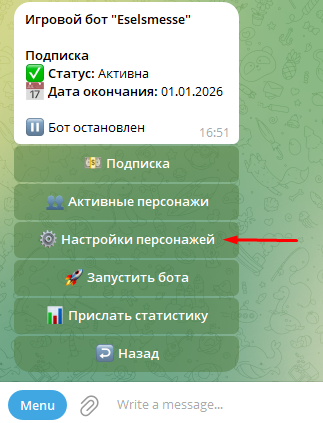 Игровой бот "Eselsmesse"
Подписка
✅ Статус: Активна
📅 Дата окончания: 01.01.2026
⏸ Бот остановлен
16:51
💵 Подписка
👥 Активные персонажи
⚙️ Настройки персонажей
🚀 Запустить бота
📊 Прислать статистику
↩️ Назад
Menu
Write a message...